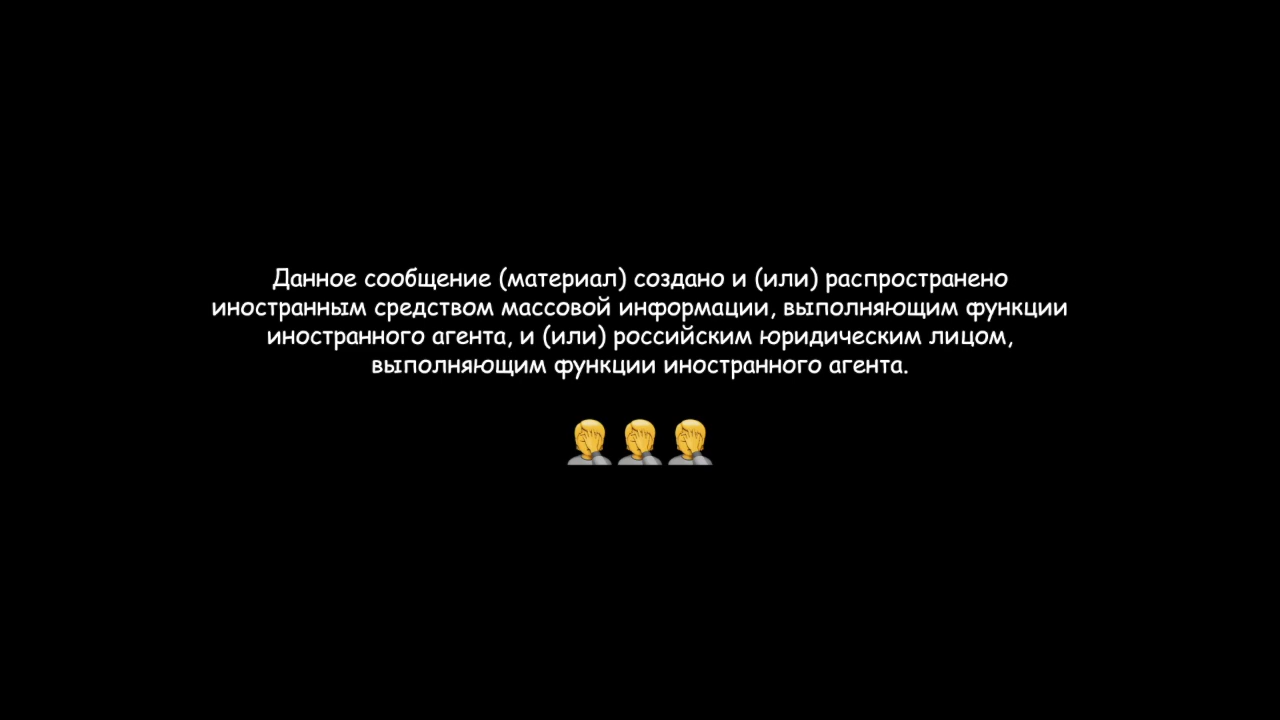 Данное сообщение (материал) создано и (или) распространено
иностранным средством массовой информации, выполняющим функции
иностранного агента, и (или) российским юридическим лицом,
выполняющим функции иностранного агента.